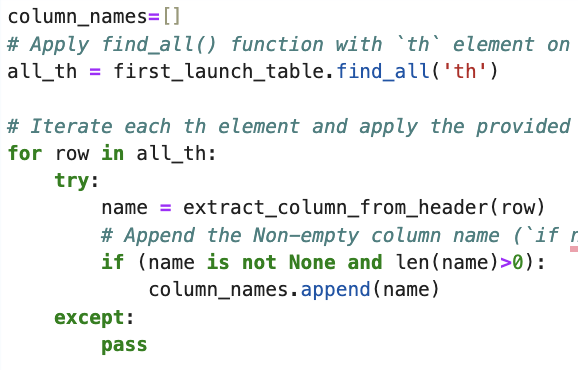 column_names=[]
# Apply find_all() function with `th` element on
all_th = first_launch_table.find_all('th')
# Iterate each th element and apply the provided
for row in all_th:
    try:
        name = extract_column_from_header(row)
        # Append the Non-empty column name (`if n
        if (name is not None and len(name)>0):
            column_names.append(name)
    except:
        pass